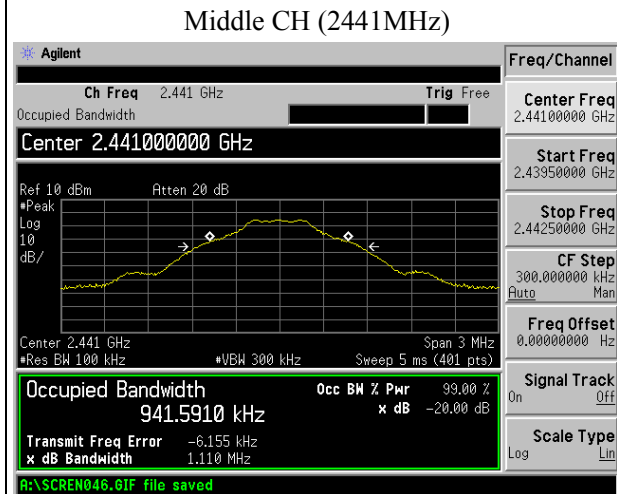 Middle CH (2441MHz)
Agilent
Freq/Channel
Ch Freq 2.441 GHz Trig Free
Occupied Bandwidth
Center 2.441000000 GHz
Ref 10 dBm Atten 20 dB
#Peak
Log
10
dB/
Center 2.441 GHz Span 3 MHz
#Res BW 100 kHz #VBW 300 kHz Sweep 5 ms (401 pts)
Occupied Bandwidth Occ BW % Pwr 99.00 %
941.5910 kHz x dB -20.00 dB
Transmit Freq Error -6.155 kHz
x dB Bandwidth 1.110 MHz
A:\SCREN046.GIF file saved
Center Freq
2.44100000 GHz
Start Freq
2.43950000 GHz
Stop Freq
2.44250000 GHz
CF Step
300.000000 kHz
Auto Man
Freq Offset
0.00000000 Hz
Signal Track
On Off
Scale Type
Log Lin